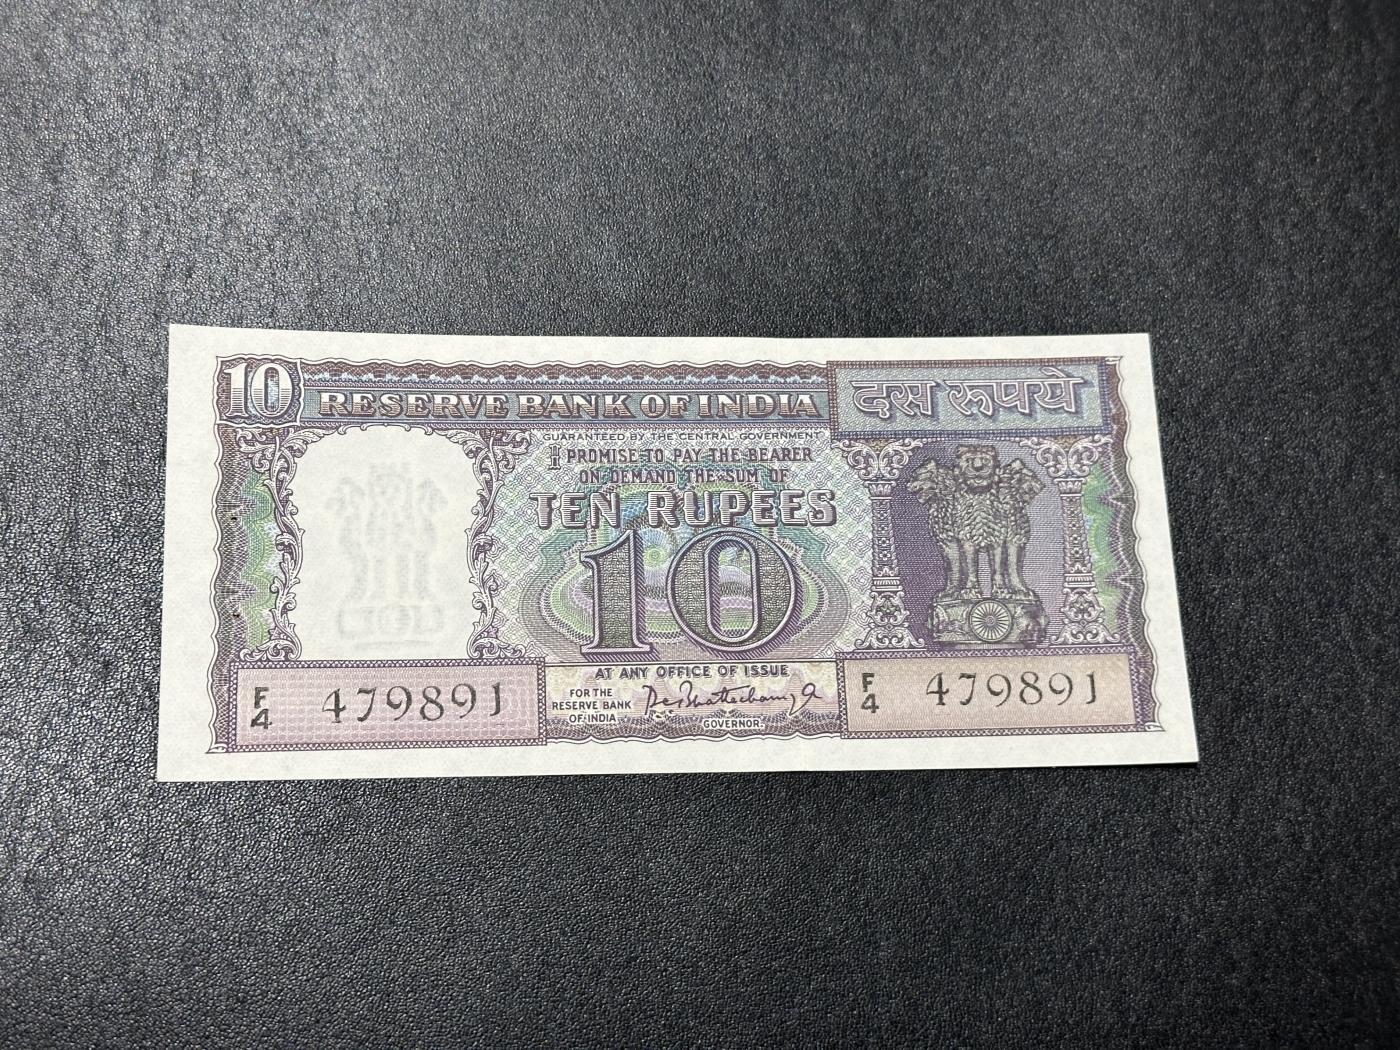 10 RESERVE BANK OF INDIA दस रूपये
GUARANTEED BY THE CENTRAL GOVERNMENT
I PROMISE TO PAY THE BEARER
ON DEMAND THE SUM OF
TEN RUPEES
10
AT ANY OFFICE OF ISSUE
FOR THE
RESERVE BANK
OF INDIA
GOVERNOR.
F/4 479891
F/4 479891